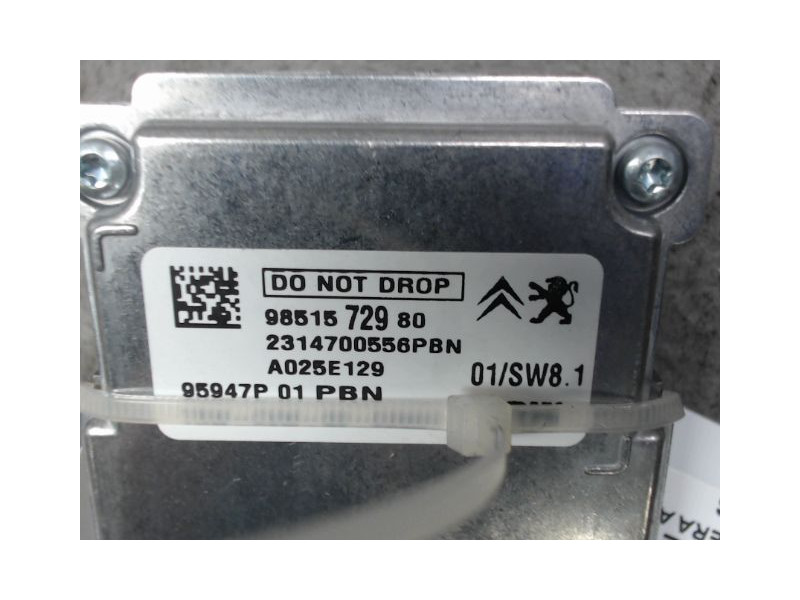 DO NOT DROP
98515 729 80
2314700556PBN
A025E129
01/SW8.1
95947P 01 PBN